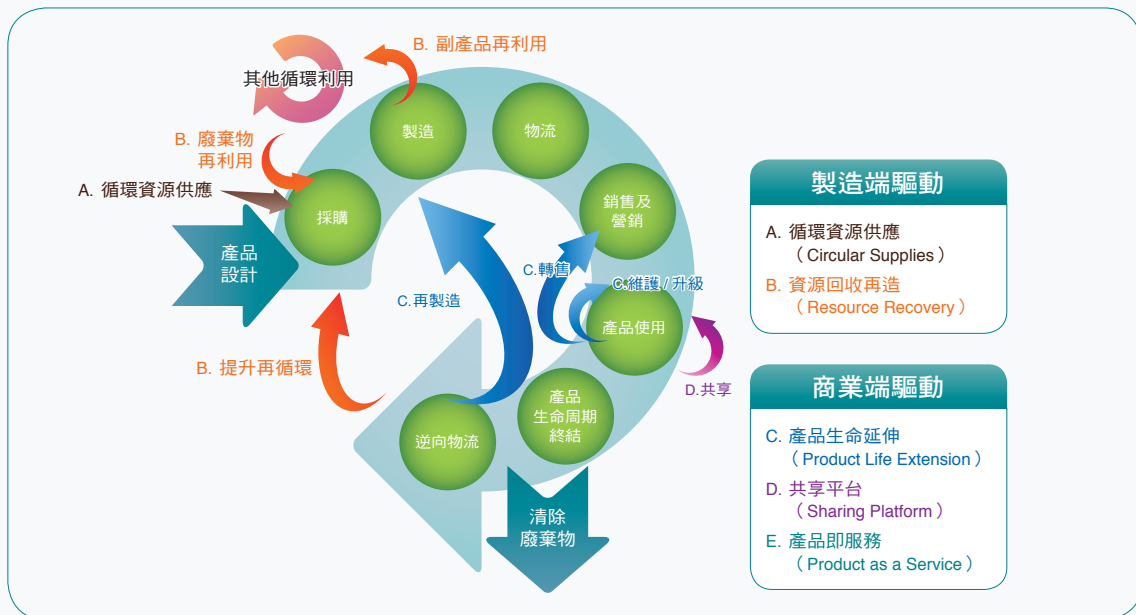 B. 副產品再利用
其他循環利用
製造
物流
B. 廢棄物
再利用
A. 循環資源供應
採購
銷售及
營銷
產品
設計
C.轉售
C.維護 / 升級
C.再製造
產品使用
B. 提升再循環
D.共享
產品
生命周期
終結
逆向物流
清除
廢棄物
製造端驅動
A. 循環資源供應
（Circular Supplies）
B. 資源回收再造
（Resource Recovery）
商業端驅動
C. 產品生命延伸
（Product Life Extension）
D. 共享平台
（Sharing Platform）
E. 產品即服務
（Product as a Service）